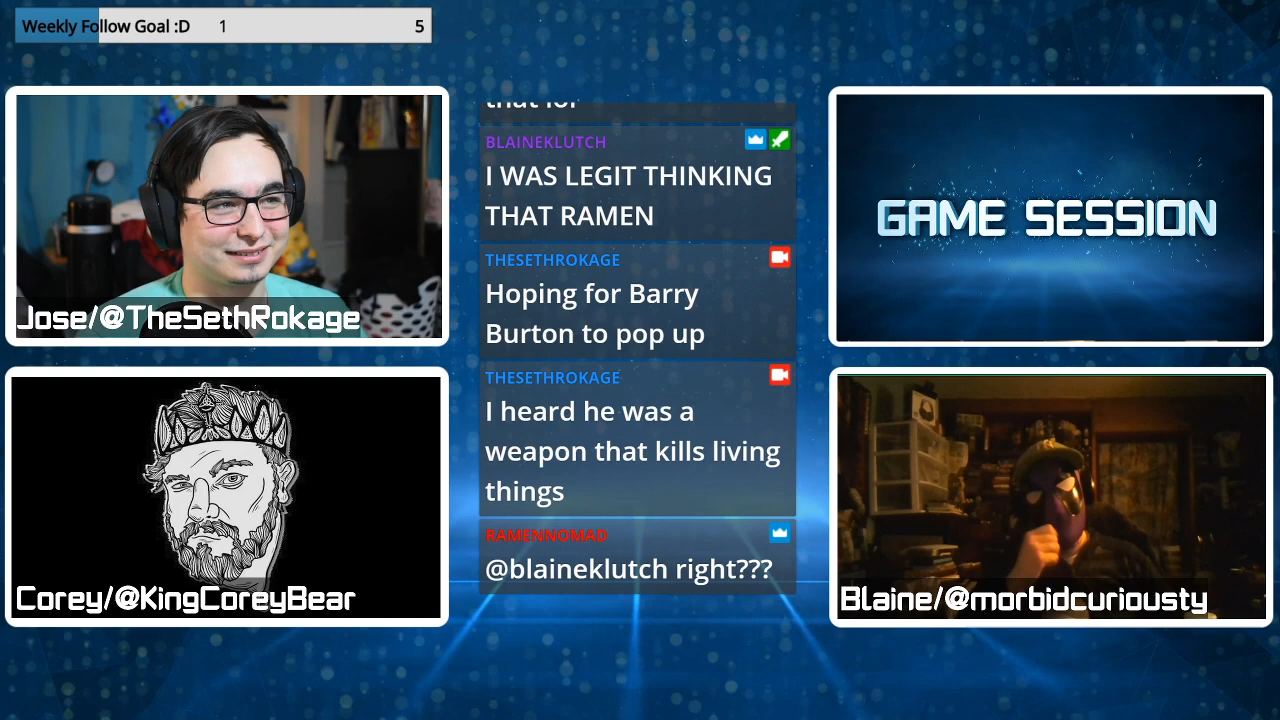 Weekly Follow Goal :D 1 5
that for
BLAINEKLUTCH
I WAS LEGIT THINKING
THAT RAMEN
THESETHROKAGE
Hoping for Barry
Burton to pop up
THESETHROKAGE
I heard he was a
weapon that kills living
things
RAMENNOMAD
@blaineklutch right???
Jose/@TheSethRokage
Corey/@KingCoreyBear
GAME SESSION
Blaine/@morbidcuriousty